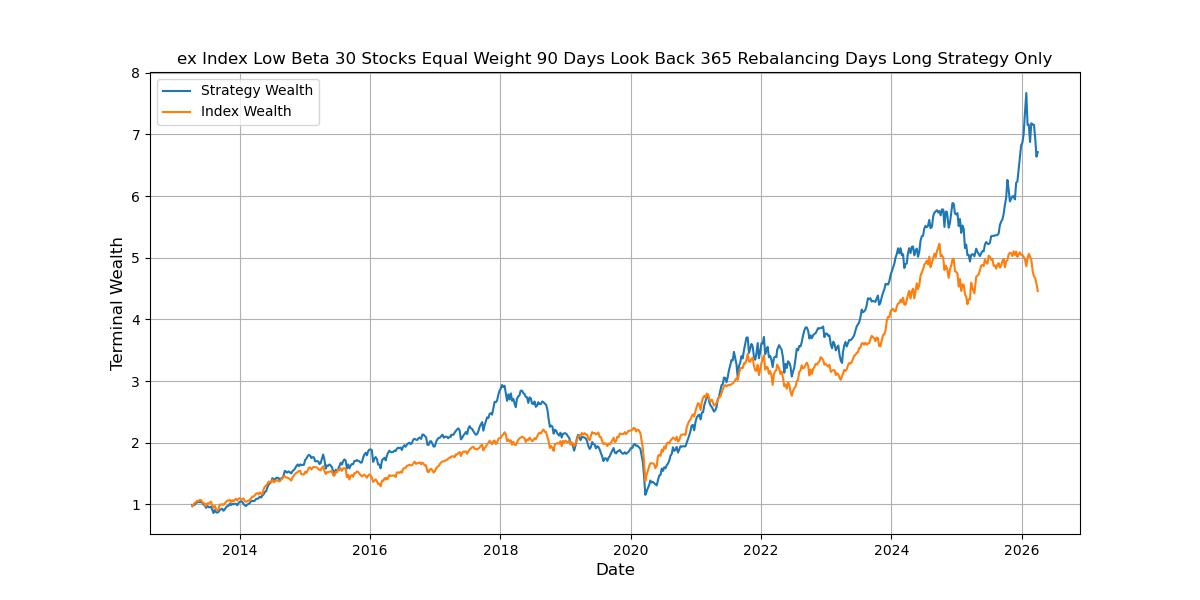 ex Index Low Beta 30 Stocks Equal Weight 90 Days Look Back 365 Rebalancing Days Long Strategy Only
Strategy Wealth
Index Wealth
Terminal Wealth
8
7
6
5
4
3
2
1
2014 2016 2018 2020 2022 2024 2026
Date